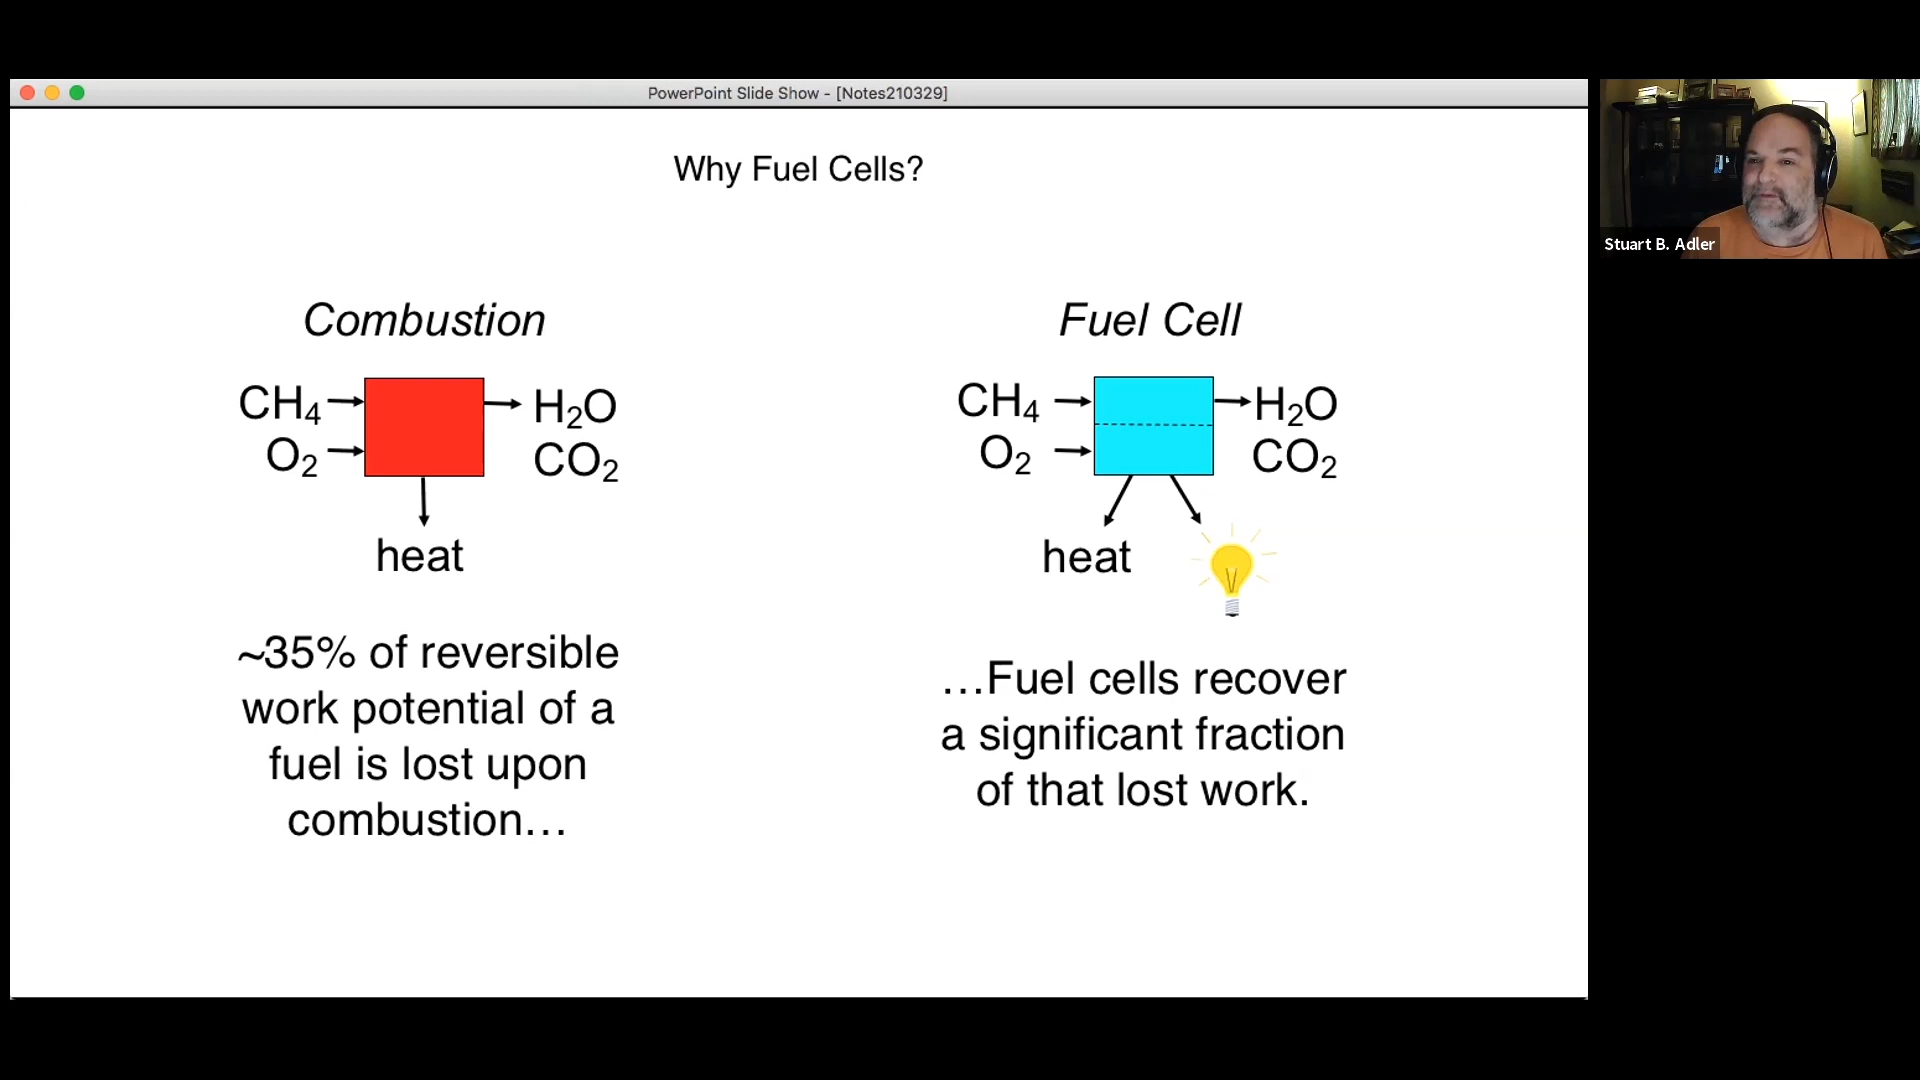 PowerPoint Slide Show - [Notes210329]
Why Fuel Cells?
Combustion
CH₄
O₂
H₂O
CO₂
heat
~35% of reversible
work potential of a
fuel is lost upon
combustion…
Fuel Cell
CH₄
O₂
H₂O
CO₂
heat
…Fuel cells recover
a significant fraction
of that lost work.
Stuart B. Adler